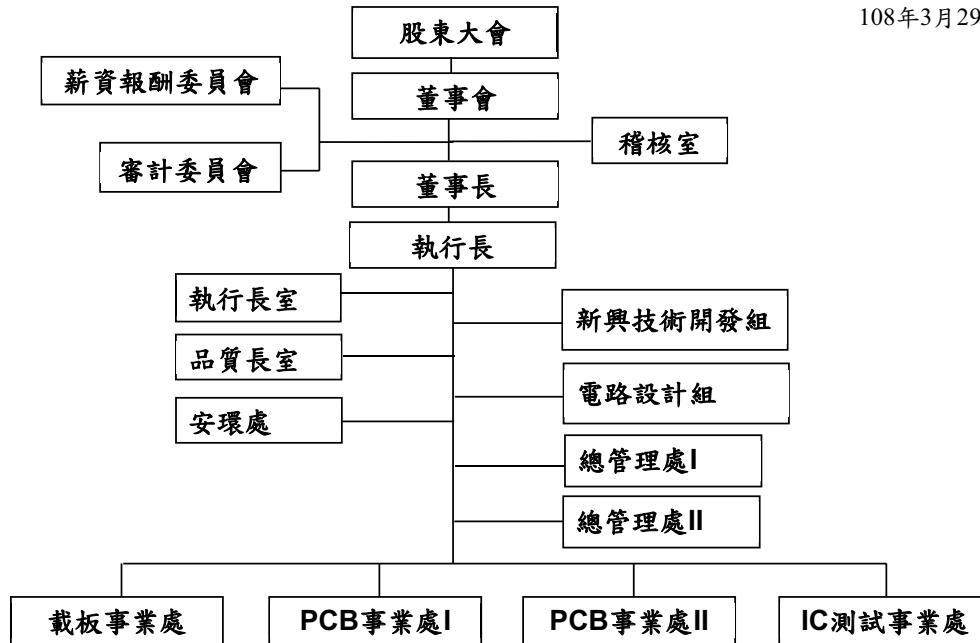 108年3月29
股東大會
薪資報酬委員會
董事會
稽核室
審計委員會
董事長
執行長
執行長室
新興技術開發組
品質長室
電路設計組
安環處
總管理處I
總管理處II
載板事業處
PCB事業處I
PCB事業處II
IC測試事業處